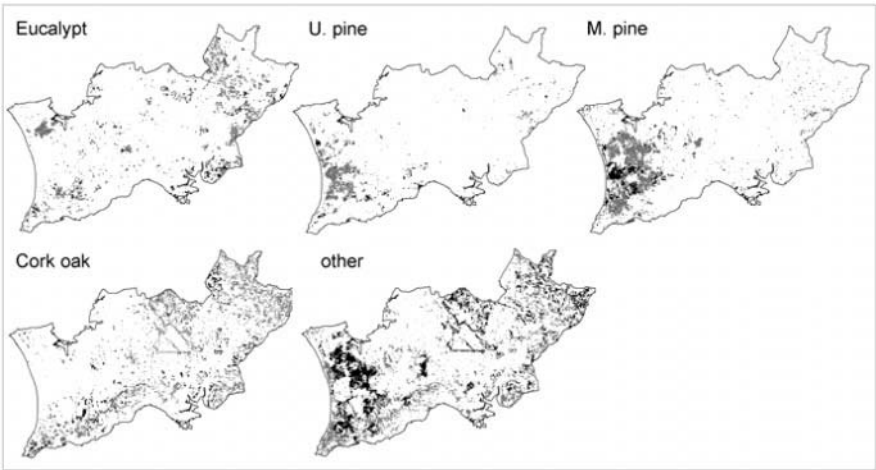 Eucalypt
U. pine
M. pine
Cork oak
other